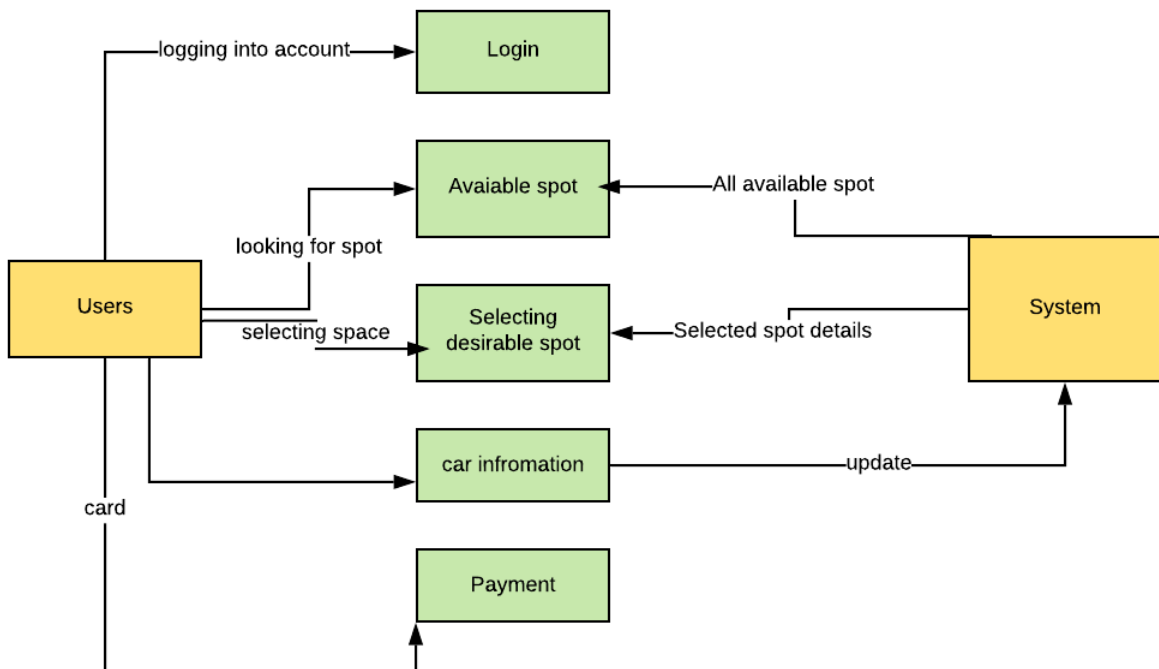 logging into account
Login
Avaiable spot
All available spot
looking for spot
Users
selecting space
Selecting
desirable spot
Selected spot details
System
car infromation
update
card
Payment